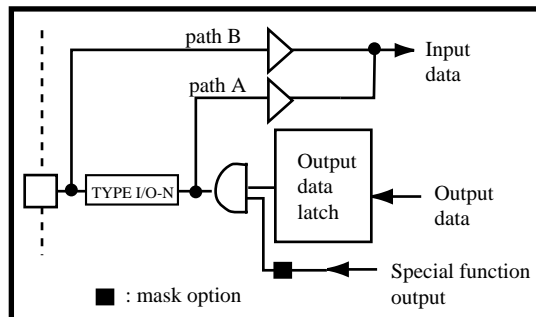 path B
Input
data
path A
Output
data
latch
TYPE I/O-N
Output
data
Special function
output
: mask option